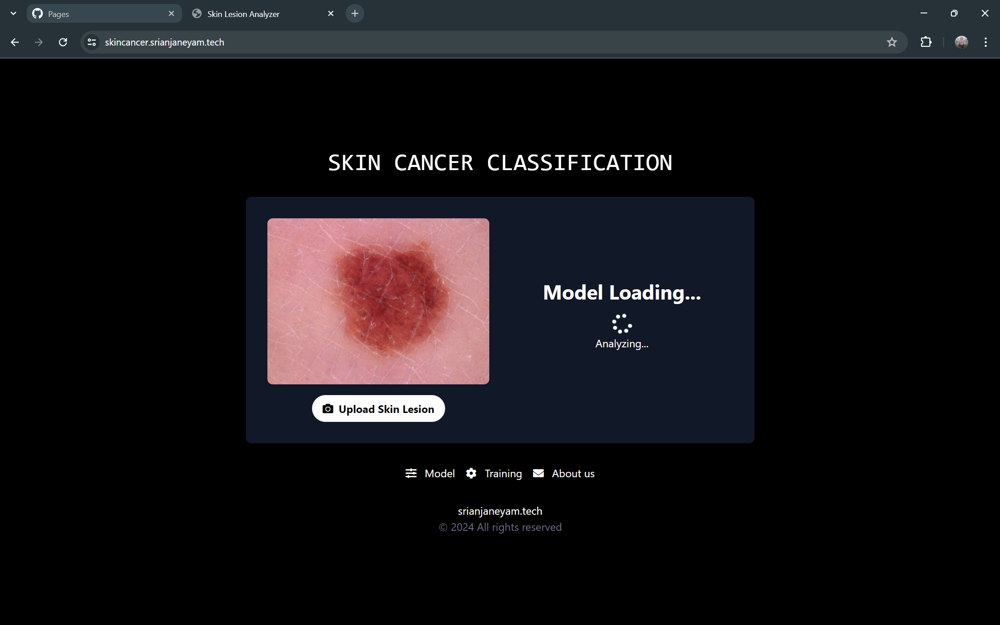 Pages
Skin Lesion Analyzer
skincancer.srianjaneyam.tech
SKIN CANCER CLASSIFICATION
Model Loading...
Analyzing...
Upload Skin Lesion
Model Training About us
srianjaneyam.tech
© 2024 All rights reserved